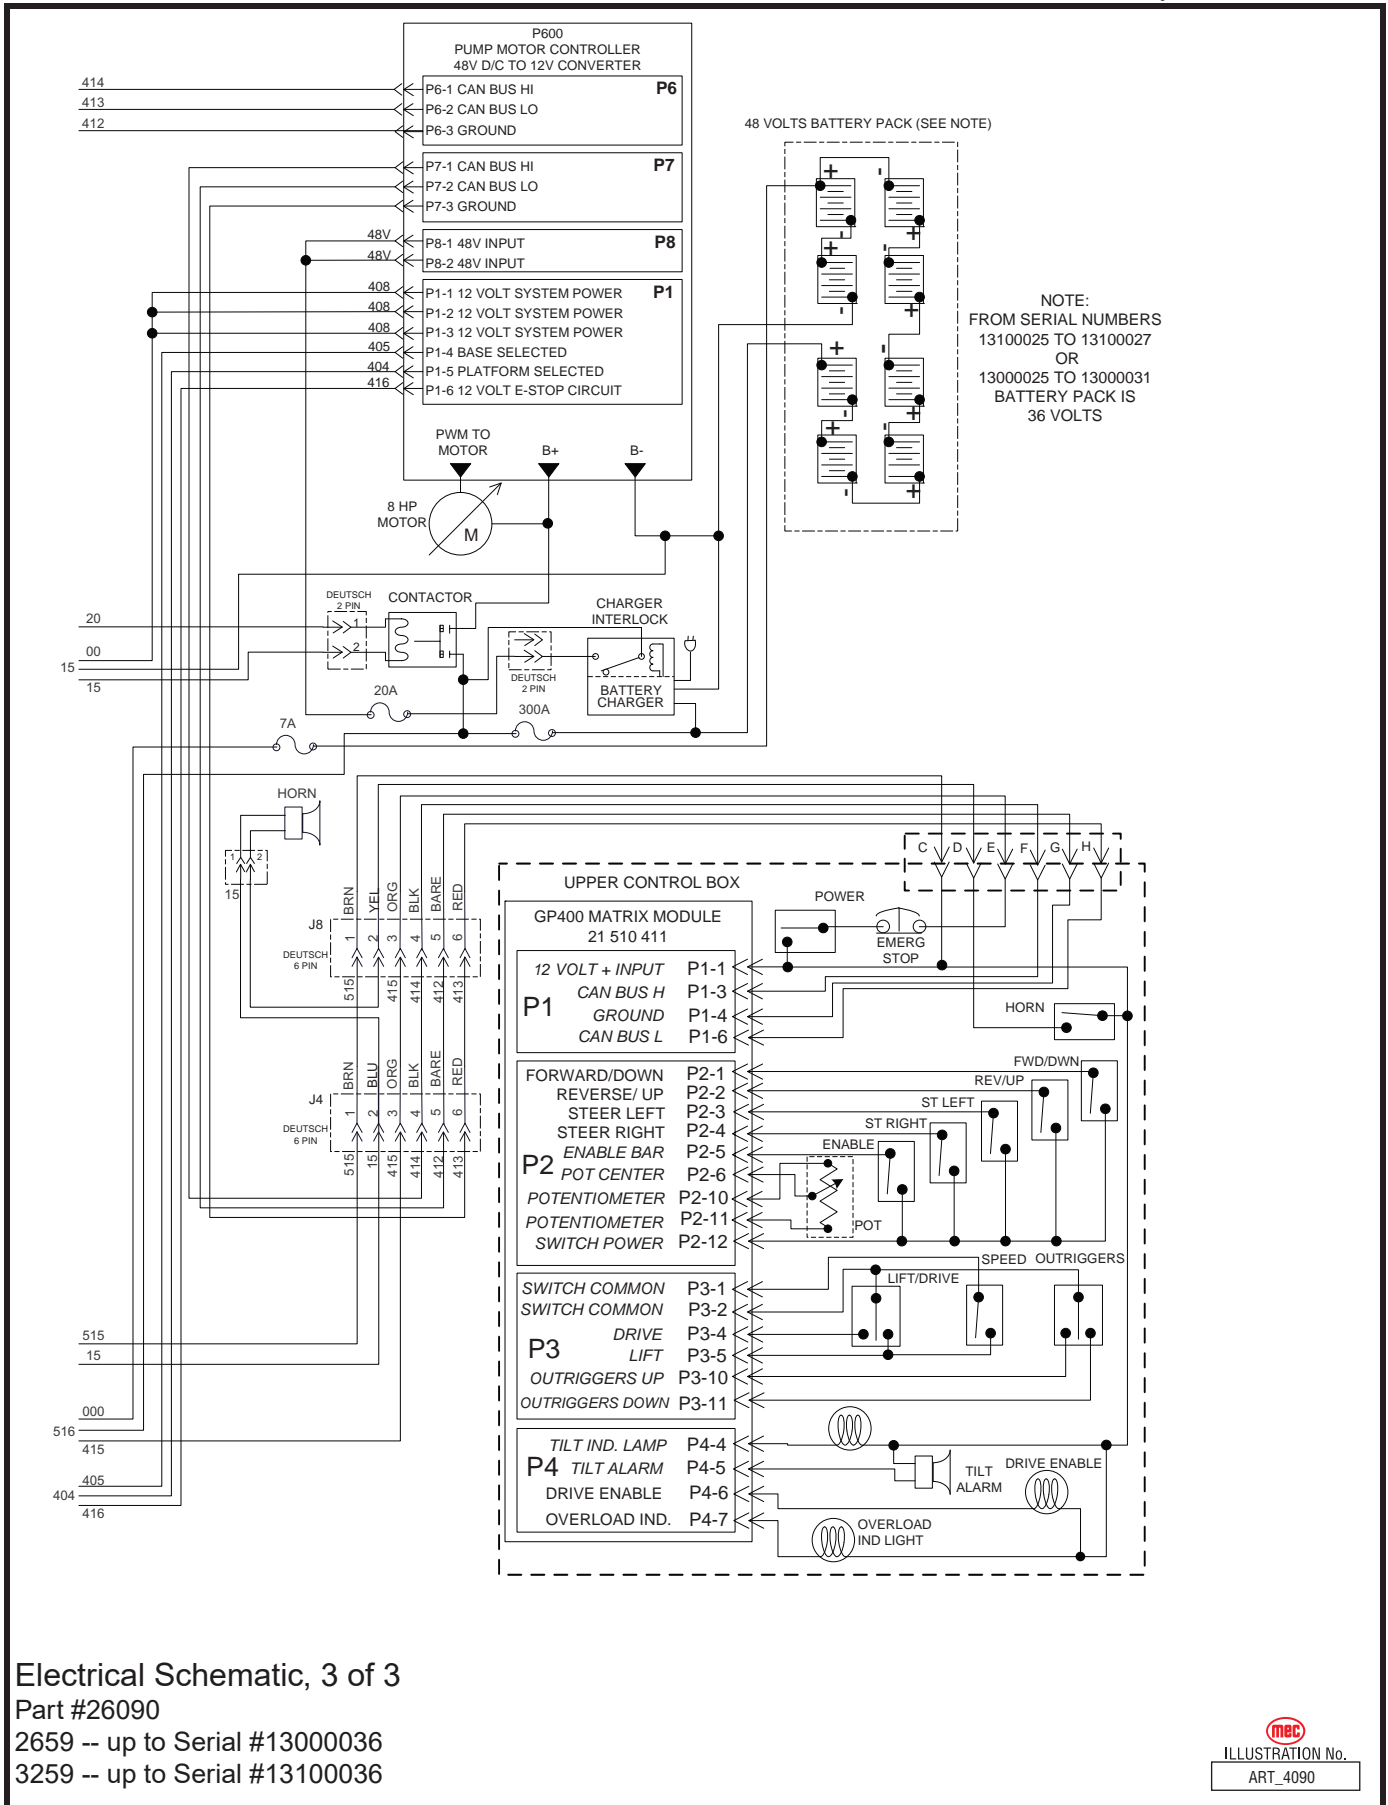 P600
PUMP MOTOR CONTROLLER
48V D/C TO 12V CONVERTER
414
P6-1 CAN BUS HI
P6
413
P6-2 CAN BUS LO
412
P6-3 GROUND
P7-1 CAN BUS HI
P7
P7-2 CAN BUS LO
P7-3 GROUND
48V
P8-1 48V INPUT
P8
48V
P8-2 48V INPUT
408
P1-1 12 VOLT SYSTEM POWER
P1
408
P1-2 12 VOLT SYSTEM POWER
408
P1-3 12 VOLT SYSTEM POWER
405
P1-4 BASE SELECTED
404
P1-5 PLATFORM SELECTED
416
P1-6 12 VOLT E-STOP CIRCUIT
PWM TO
MOTOR
B+
B-
8 HP
MOTOR
M
48 VOLTS BATTERY PACK (SEE NOTE)
+ -
- +
+ -
- +
+ -
- +
+ -
- +
NOTE:
FROM SERIAL NUMBERS
13100025 TO 13100027
OR
13000025 TO 13000031
BATTERY PACK IS
36 VOLTS
DEUTSCH
2 PIN
1
2
CONTACTOR
CHARGER
INTERLOCK
20
00
15
15
DEUTSCH
2 PIN
BATTERY
CHARGER
20A
300A
7A
HORN
1 2
15
BRN YEL ORG BLK BARE RED
J8
1 2 3 4 5 6
DEUTSCH
6 PIN
515 415 414 412 413
BRN BLU ORG BLK BARE RED
J4
1 2 3 4 5 6
DEUTSCH
6 PIN
515 15 415 414 412 413
C D E F G H
UPPER CONTROL BOX
GP400 MATRIX MODULE
21 510 411
POWER
EMERG
STOP
P1
12 VOLT + INPUT P1-1
CAN BUS H P1-3
GROUND P1-4
CAN BUS L P1-6
HORN
P2
FORWARD/DOWN P2-1
REVERSE/ UP P2-2
STEER LEFT P2-3
STEER RIGHT P2-4
ENABLE BAR P2-5
POT CENTER P2-6
POTENTIOMETER P2-10
POTENTIOMETER P2-11
SWITCH POWER P2-12
FWD/DWN
REV/UP
ST LEFT
ST RIGHT
ENABLE
POT
P3
SWITCH COMMON P3-1
SWITCH COMMON P3-2
DRIVE P3-4
LIFT P3-5
OUTRIGGERS UP P3-10
OUTRIGGERS DOWN P3-11
SPEED OUTRIGGERS
LIFT/DRIVE
P4
TILT IND. LAMP P4-4
TILT ALARM P4-5
DRIVE ENABLE P4-6
OVERLOAD IND. P4-7
TILT
ALARM
DRIVE ENABLE
OVERLOAD
IND LIGHT
515
15
000
516
415
405
404
416
Electrical Schematic, 3 of 3
Part #26090
2659 -- up to Serial #13000036
3259 -- up to Serial #13100036
mec
ILLUSTRATION No.
ART_4090